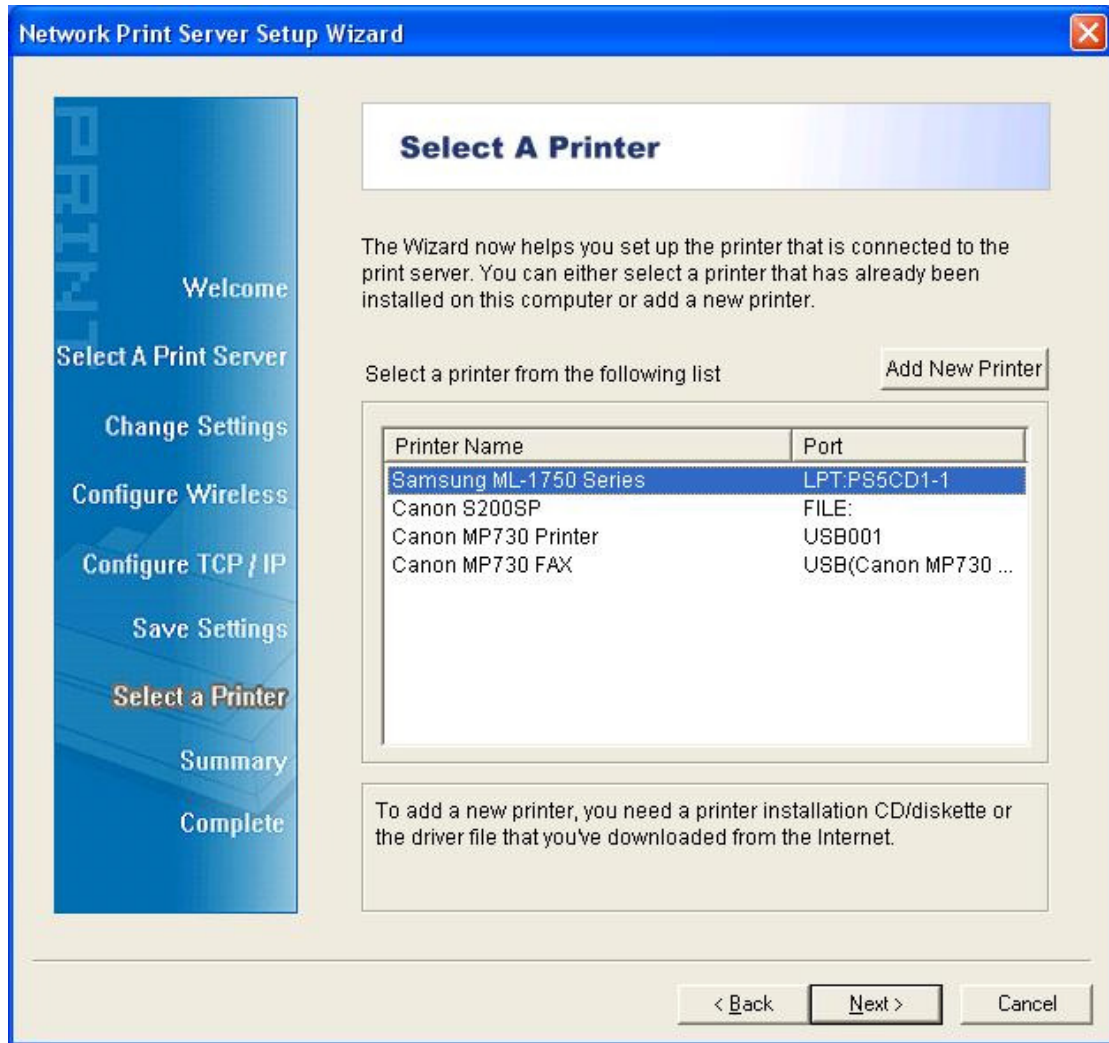 Network Print Server Setup Wizard
PRINT
Welcome
Select A Print Server
Change Settings
Configure Wireless
Configure TCP / IP
Save Settings
Select a Printer
Summary
Complete
Select A Printer
The Wizard now helps you set up the printer that is connected to the
print server. You can either select a printer that has already been
installed on this computer or add a new printer.
Select a printer from the following list
Add New Printer
Printer Name Port
Samsung ML-1750 Series LPT:PS5CD1-1
Canon S200SP FILE:
Canon MP730 Printer USB001
Canon MP730 FAX USB(Canon MP730 ...
To add a new printer, you need a printer installation CD/diskette or
the driver file that you've downloaded from the Internet.
< Back Next > Cancel